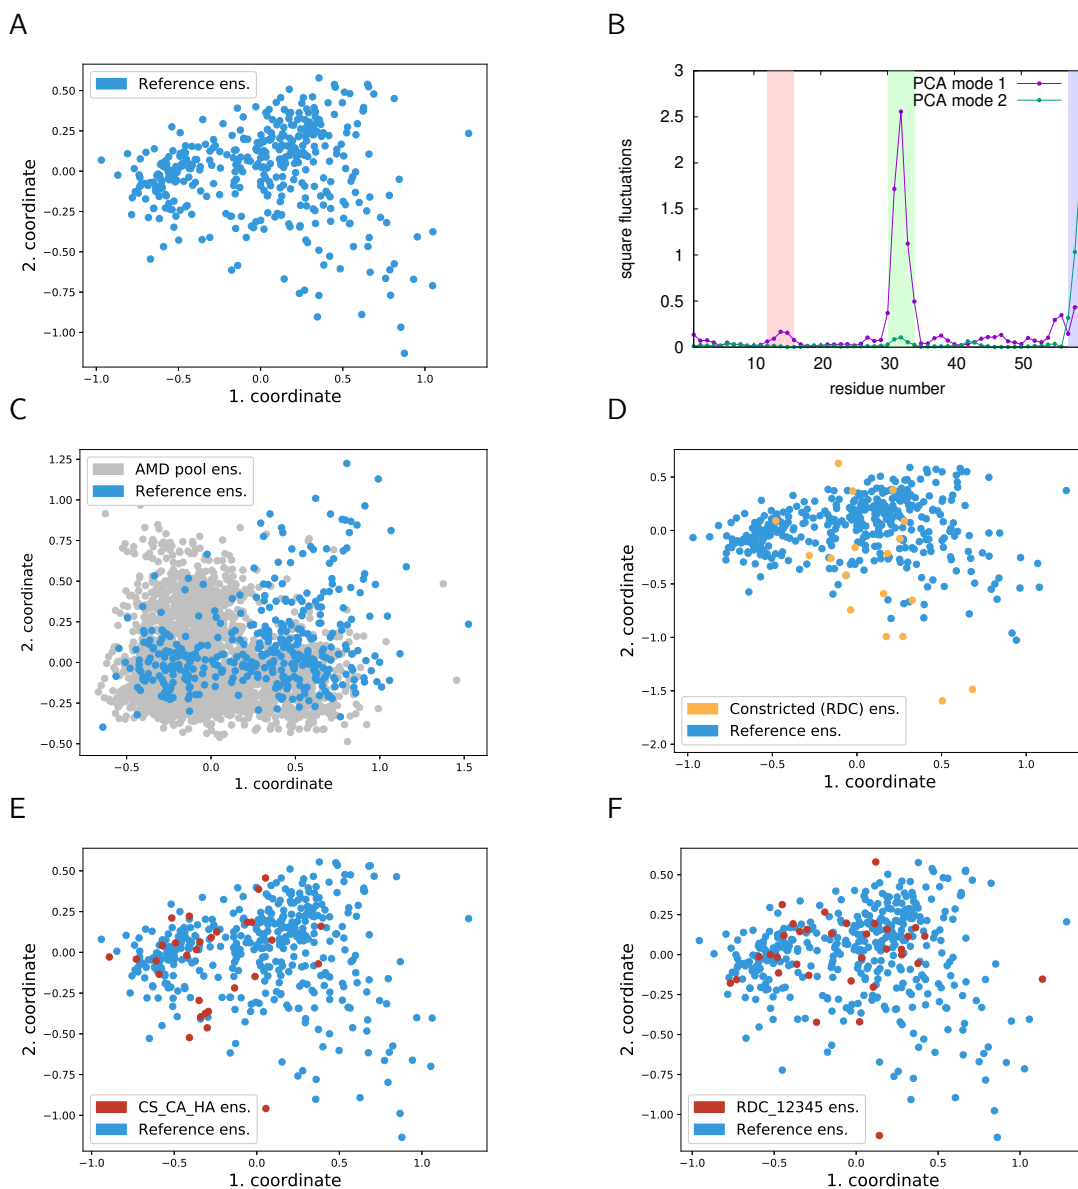 A
Reference ens.
0.50
0.25
0.00
−0.25
−0.50
−0.75
−1.00
2. coordinate
−1.0 −0.5 0.0 0.5 1.0
1. coordinate
B
PCA mode 1
PCA mode 2
3
2.5
2
1.5
1
0.5
0
square fluctuations
10 20 30 40 50
residue number
C
AMD pool ens.
Reference ens.
1.25
1.00
0.75
0.50
0.25
0.00
−0.25
−0.50
2. coordinate
−0.5 0.0 0.5 1.0 1.5
1. coordinate
D
0.5
0.0
−0.5
−1.0
−1.5
−2.0
2. coordinate
Constricted (RDC) ens.
Reference ens.
−1.0 −0.5 0.0 0.5 1.0
1. coordinate
E
0.50
0.25
0.00
−0.25
−0.50
−0.75
−1.00
2. coordinate
CS_CA_HA ens.
Reference ens.
−1.0 −0.5 0.0 0.5 1.0
1. coordinate
F
0.50
0.25
0.00
−0.25
−0.50
−0.75
−1.00
2. coordinate
RDC_12345 ens.
Reference ens.
−1.0 −0.5 0.0 0.5 1.0
1. coordinate